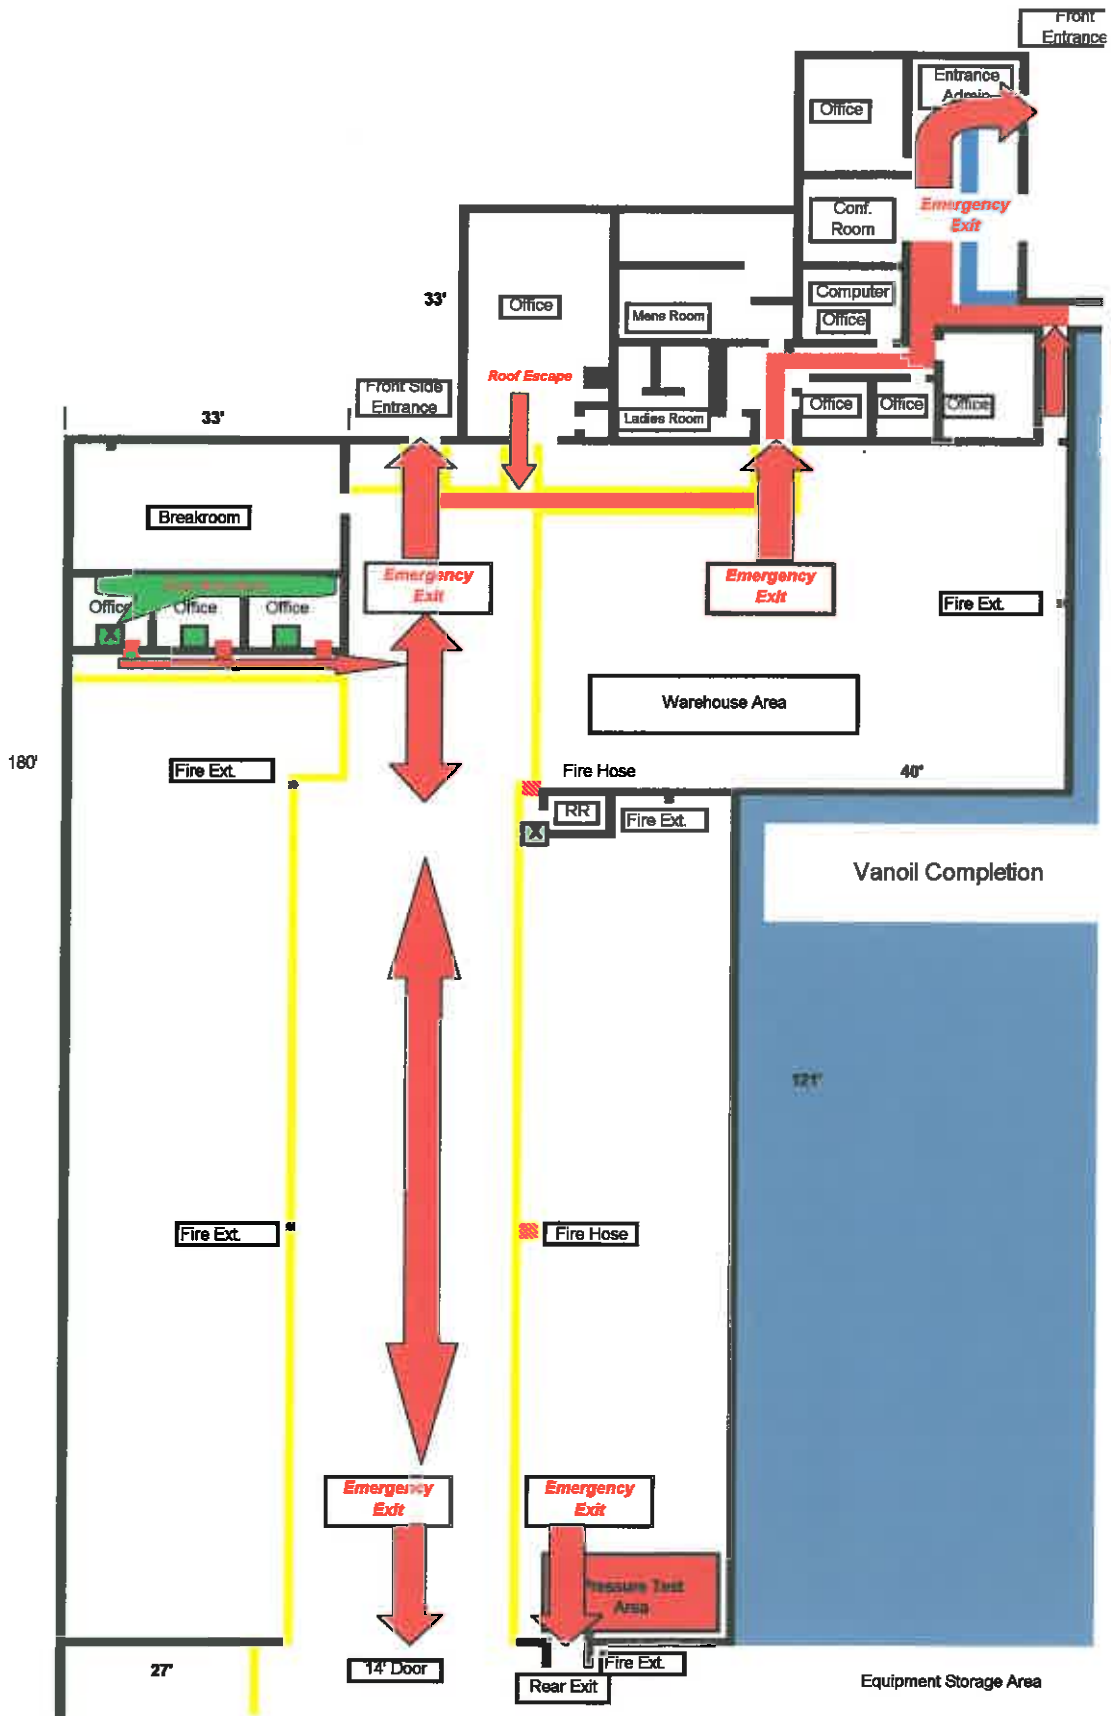 Front
Entrance
Entrance
Admin
Office
Conf.
Room
Emergency
Exit
33'
Office
Mens Room
Computer
Office
Roof Escape
Front Side
Entrance
33'
Ladies Room
Office
Office
Office
Breakroom
Emergency
Exit
Emergency
Exit
Fire Ext.
Office
Office
Office
X
Warehouse Area
180'
Fire Ext.
Fire Hose
40'
RR
Fire Ext.
X
Vanoil Completion
121'
Fire Ext.
Fire Hose
Emergency
Exit
Emergency
Exit
Pressure Test
Area
27'
14' Door
Fire Ext.
Rear Exit
Equipment Storage Area